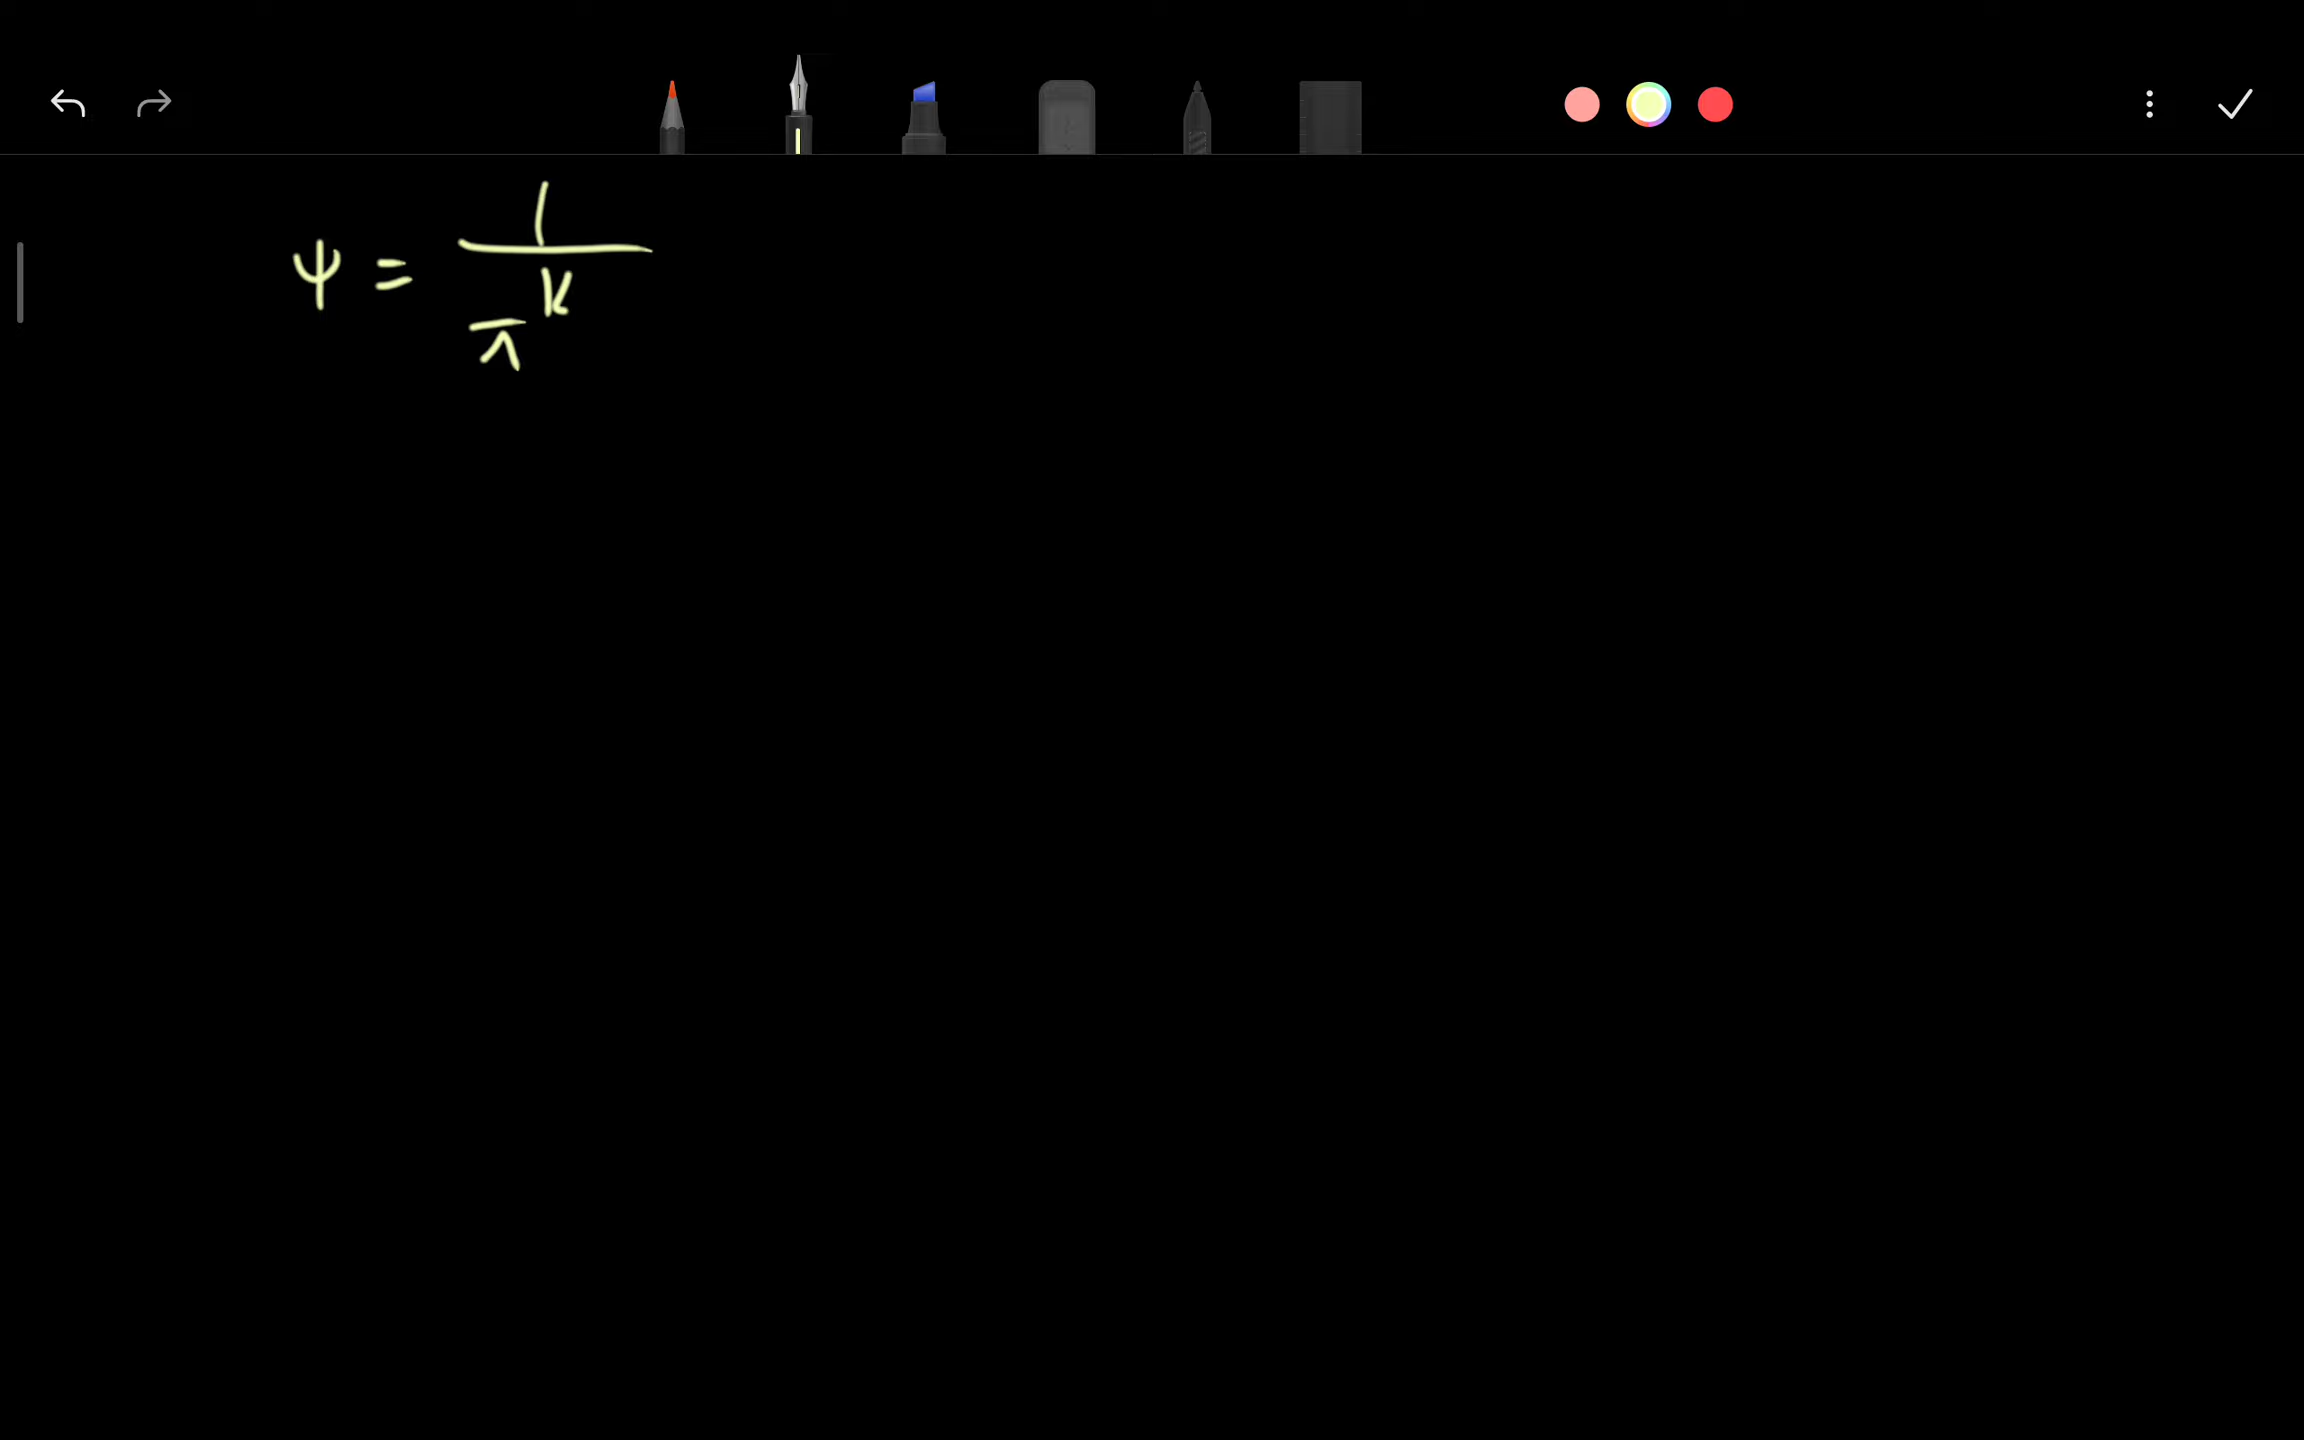 ψ = 1 / π^k